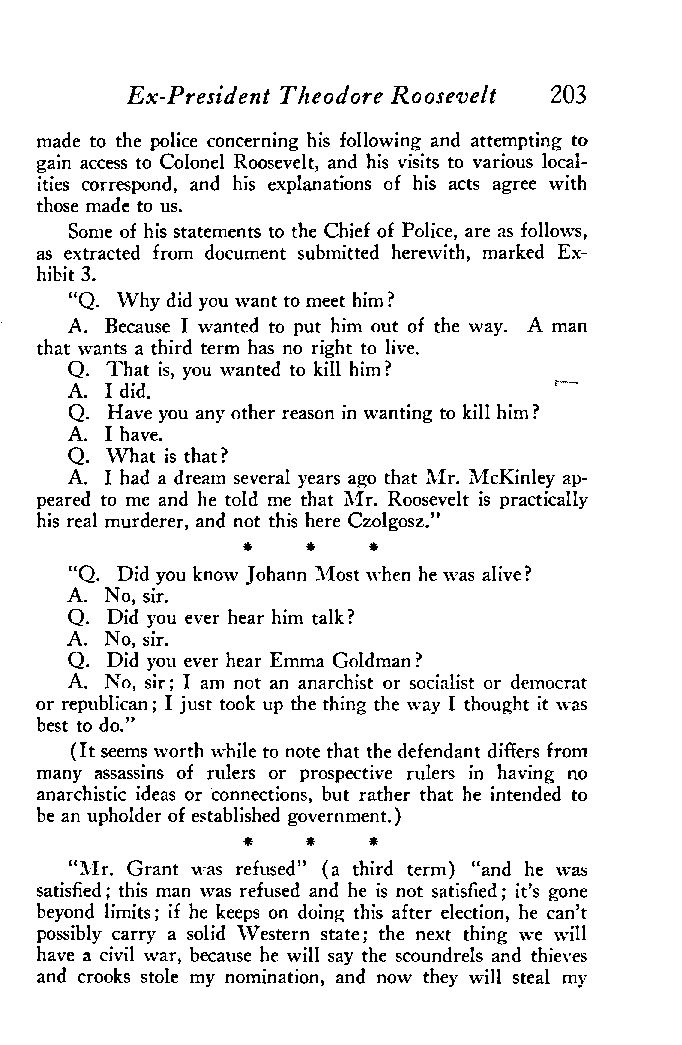 Ex-President Theodore Roosevelt 203
made to the police concerning his following and attempting to
gain access to Colonel Roosevelt, and his visits to various local-
ities correspond, and his explanations of his acts agree with
those made to us.
Some of his statements to the Chief of Police, are as follows,
as extracted from document submitted herewith, marked Ex-
hibit 3.
"Q. Why did you want to meet him?
A. Because I wanted to put him out of the way. A man
that wants a third term has no right to live.
Q. That is, you wanted to kill him?
A. I did.
Q. Have you any other reason in wanting to kill him?
A. I have.
Q. What is that?
A. I had a dream several years ago that Mr. McKinley ap-
peared to me and he told me that Mr. Roosevelt is practically
his real murderer, and not this here Czolgosz."
* * *
"Q. Did you know Johann Most when he was alive?
A. No, sir.
Q. Did you ever hear him talk?
A. No, sir.
Q. Did you ever hear Emma Goldman?
A. No, sir; I am not an anarchist or socialist or democrat
or republican; I just took up the thing the way I thought it was
best to do."
(It seems worth while to note that the defendant differs from
many assassins of rulers or prospective rulers in having no
anarchistic ideas or connections, but rather that he intended to
be an upholder of established government.)
* * *
"Mr. Grant was refused" (a third term) "and he was
satisfied; this man was refused and he is not satisfied; it's gone
beyond limits; if he keeps on doing this after election, he can't
possibly carry a solid Western state; the next thing we will
have a civil war, because he will say the scoundrels and thieves
and crooks stole my nomination, and now they will steal my